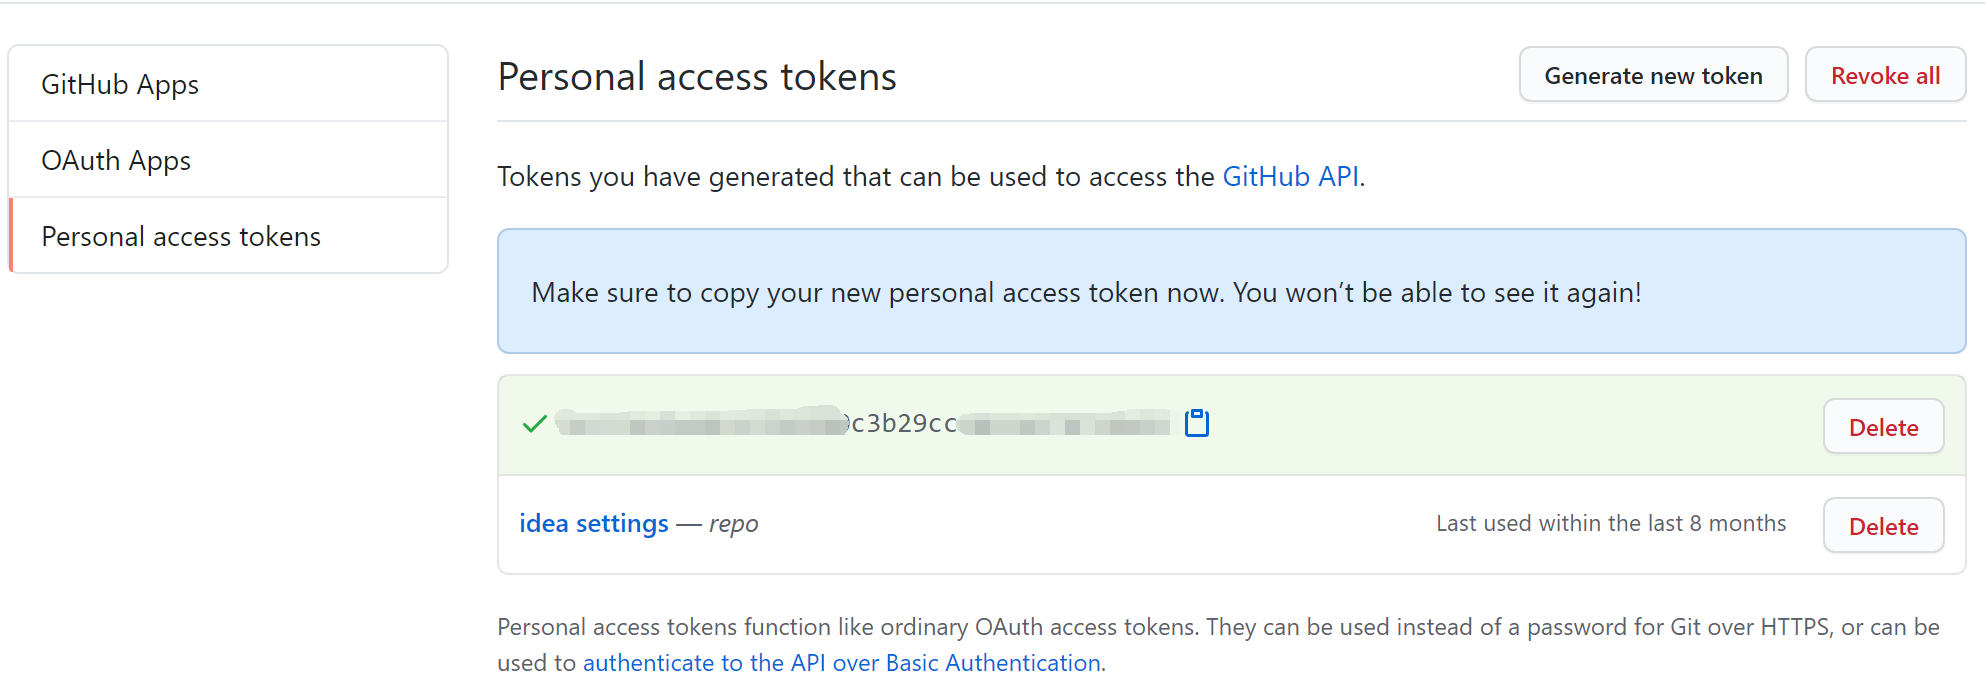 GitHub Apps
OAuth Apps
Personal access tokens
Personal access tokens
Generate new token
Revoke all
Tokens you have generated that can be used to access the GitHub API.
Make sure to copy your new personal access token now. You won’t be able to see it again!
c3b29cc
Delete
idea settings — repo
Last used within the last 8 months
Delete
Personal access tokens function like ordinary OAuth access tokens. They can be used instead of a password for Git over HTTPS, or can be
used to authenticate to the API over Basic Authentication.